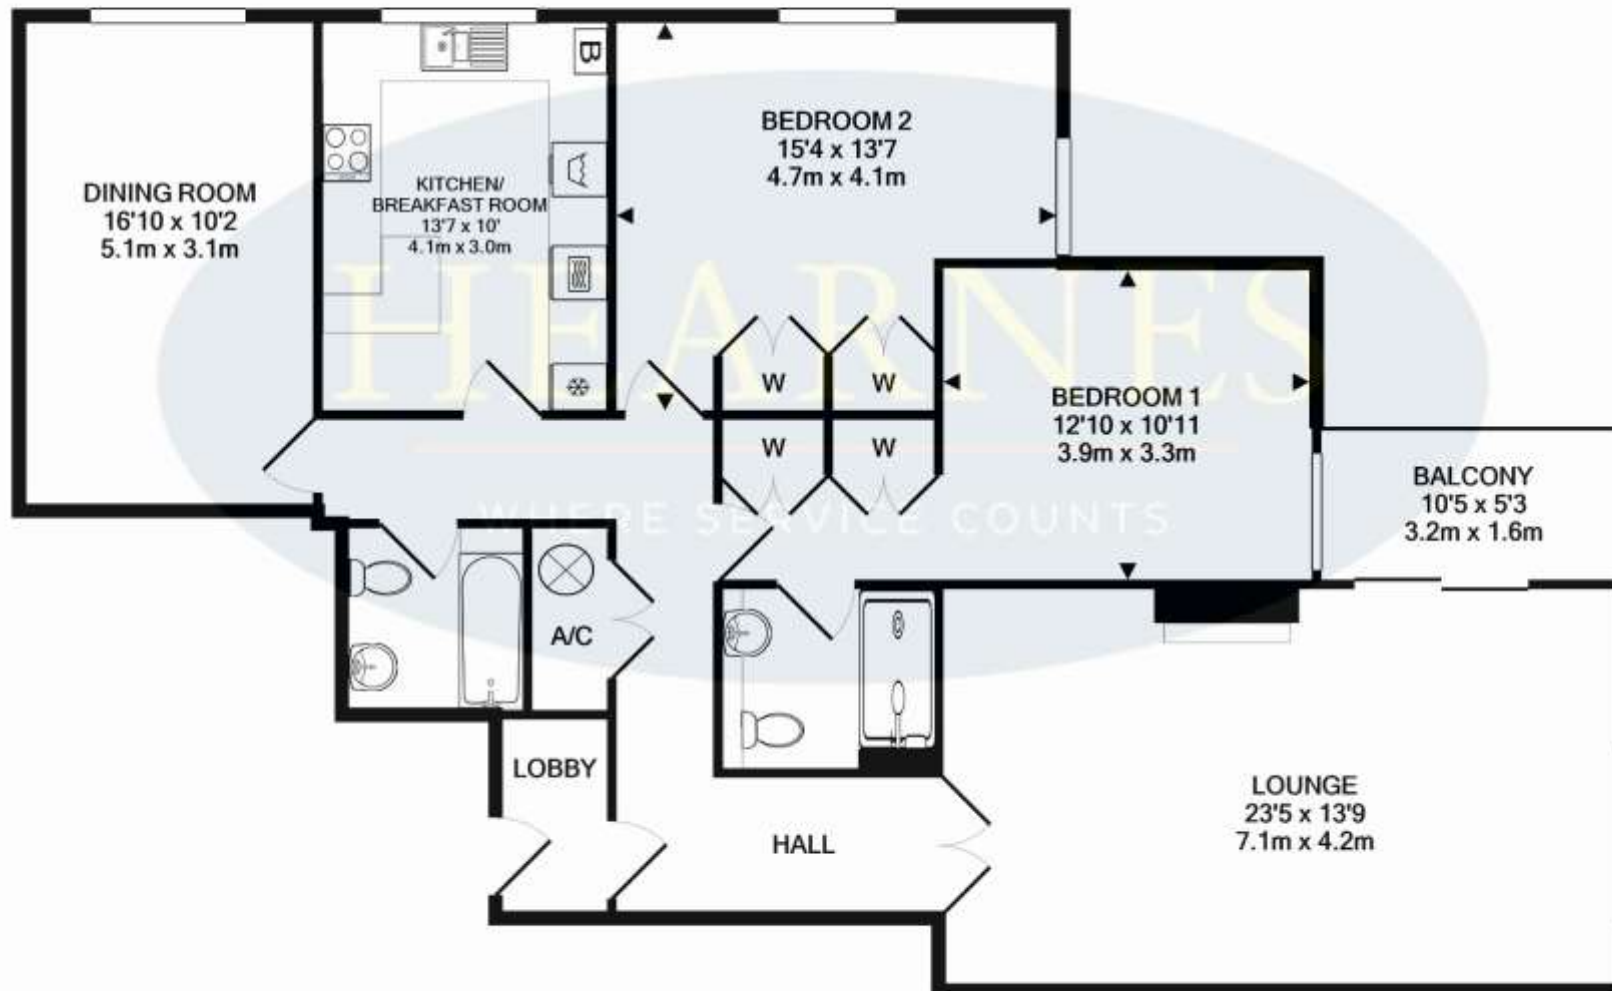 B
BEDROOM 2
15'4 x 13'7
4.7m x 4.1m
DINING ROOM
16'10 x 10'2
5.1m x 3.1m
KITCHEN/
BREAKFAST ROOM
13'7 x 10'
4.1m x 3.0m
HEARNES
W
W
BEDROOM 1
12'10 x 10'11
3.9m x 3.3m
W
W
BALCONY
10'5 x 5'3
3.2m x 1.6m
WHERE SERVICE COUNTS
A/C
LOBBY
HALL
LOUNGE
23'5 x 13'9
7.1m x 4.2m